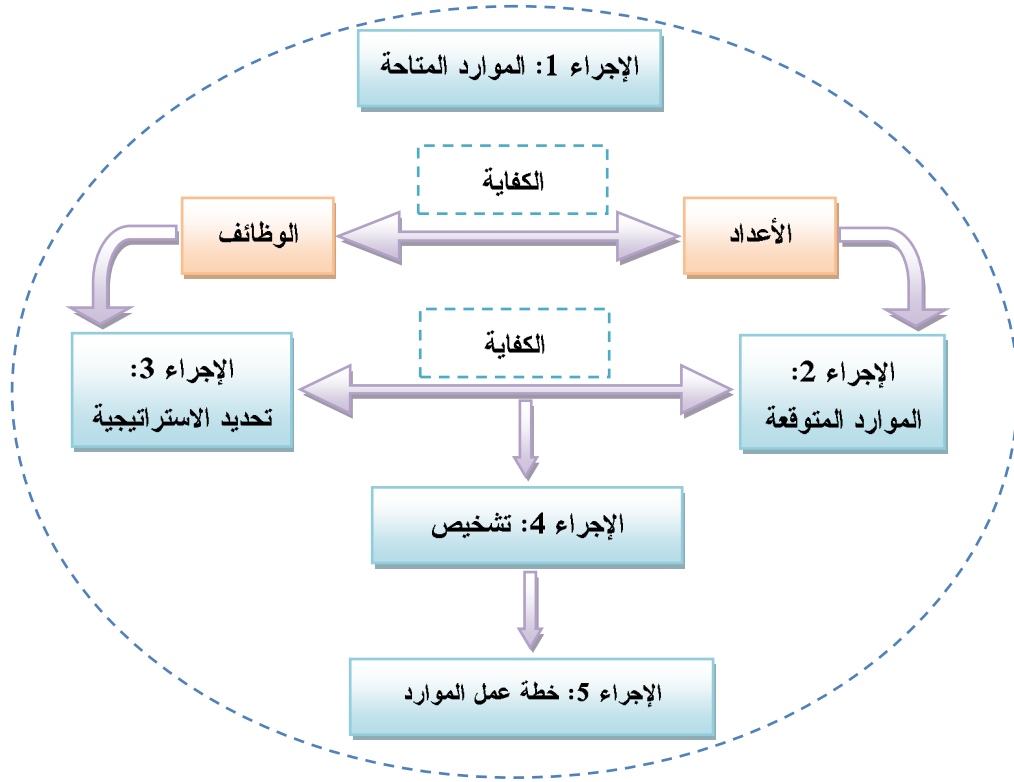 الإجراء 1: الموارد المتاحة
الكفاية
الأعداد
الوظائف
الكفاية
الإجراء 2:
الموارد المتوقعة
الإجراء 3:
تحديد الاستراتيجية
الإجراء 4: تشخيص
الإجراء 5: خطة عمل الموارد